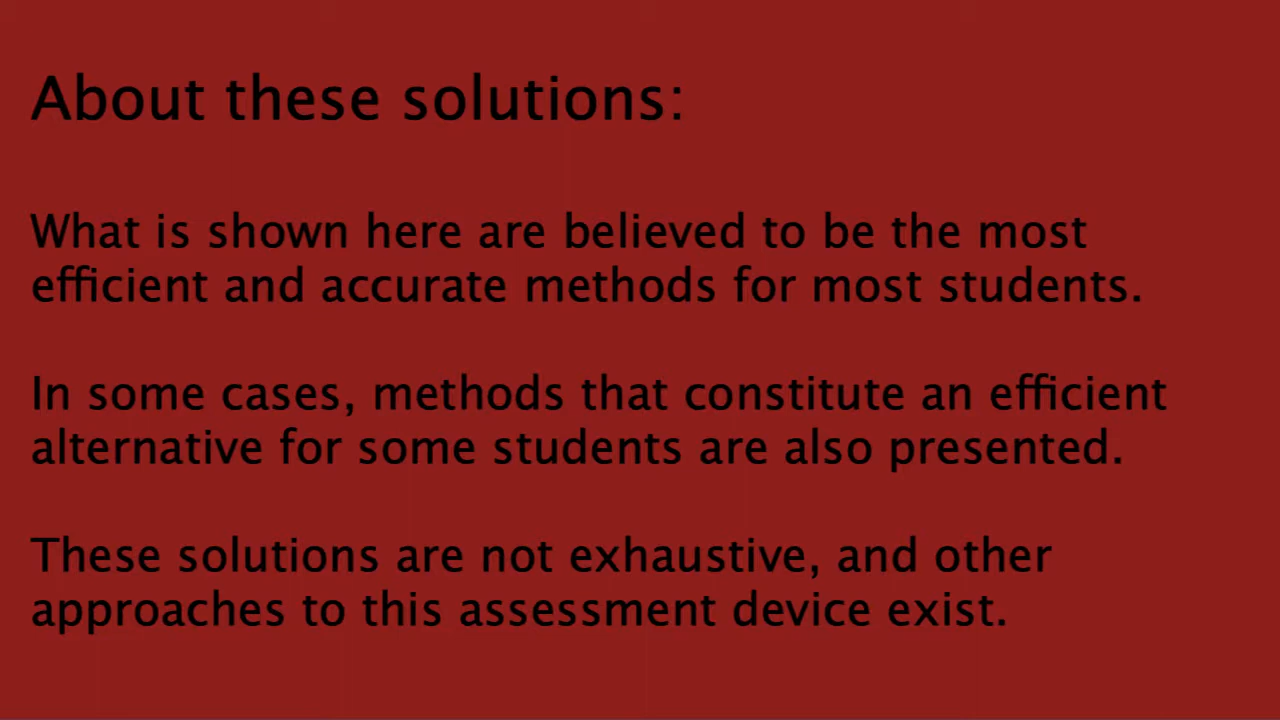 About these solutions:
What is shown here are believed to be the most
efficient and accurate methods for most students.
In some cases, methods that constitute an efficient
alternative for some students are also presented.
These solutions are not exhaustive, and other
approaches to this assessment device exist.